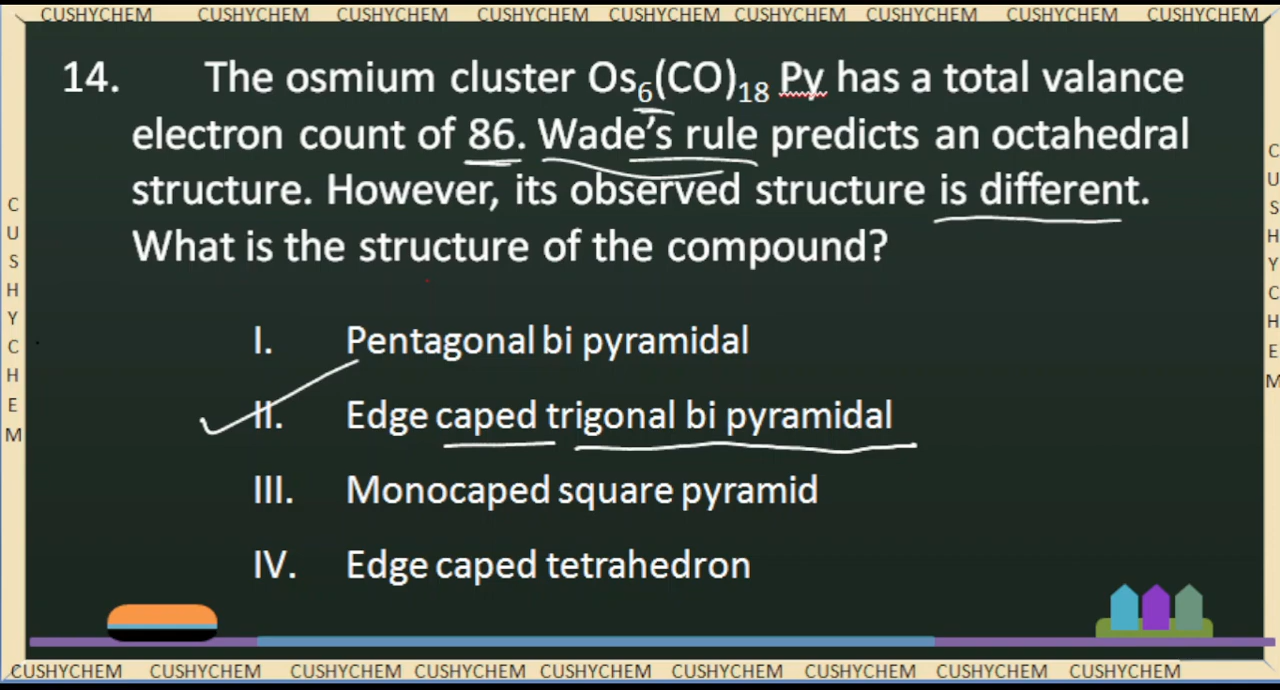 CUSHYCHEM CUSHYCHEM CUSHYCHEM CUSHYCHEM CUSHYCHEM CUSHYCHEM CUSHYCHEM CUSHYCHEM CUSHYCHEM
14. The osmium cluster Os₆(CO)₁₈ Py has a total valance
electron count of 86. Wade’s rule predicts an octahedral
structure. However, its observed structure is different.
What is the structure of the compound?
I. Pentagonal bi pyramidal
II. Edge caped trigonal bi pyramidal
III. Monocaped square pyramid
IV. Edge caped tetrahedron
CUSHYCHEM
CUSHYCHEM
CUSHYCHEM CUSHYCHEM CUSHYCHEM CUSHYCHEM CUSHYCHEM CUSHYCHEM CUSHYCHEM CUSHYCHEM CUSHYCHEM